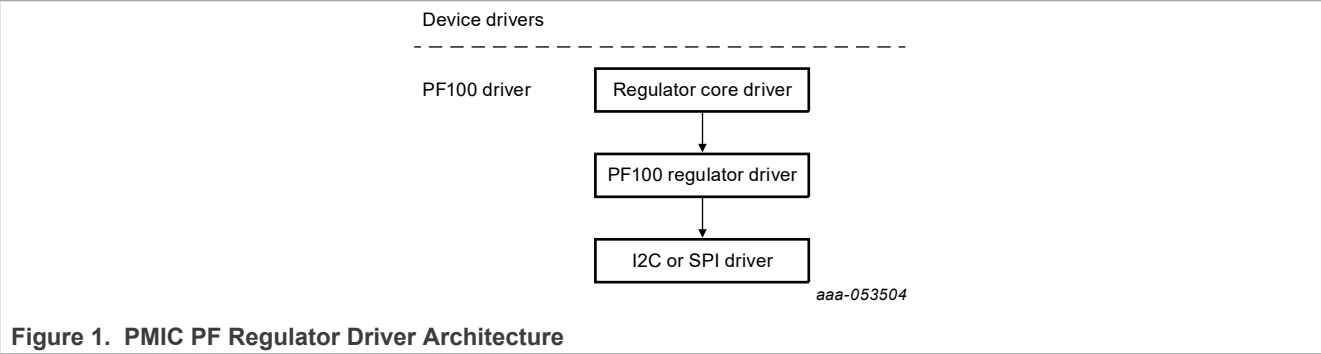 Device drivers
PF100 driver
Regulator core driver
PF100 regulator driver
I2C or SPI driver
aaa-053504
Figure 1. PMIC PF Regulator Driver Architecture